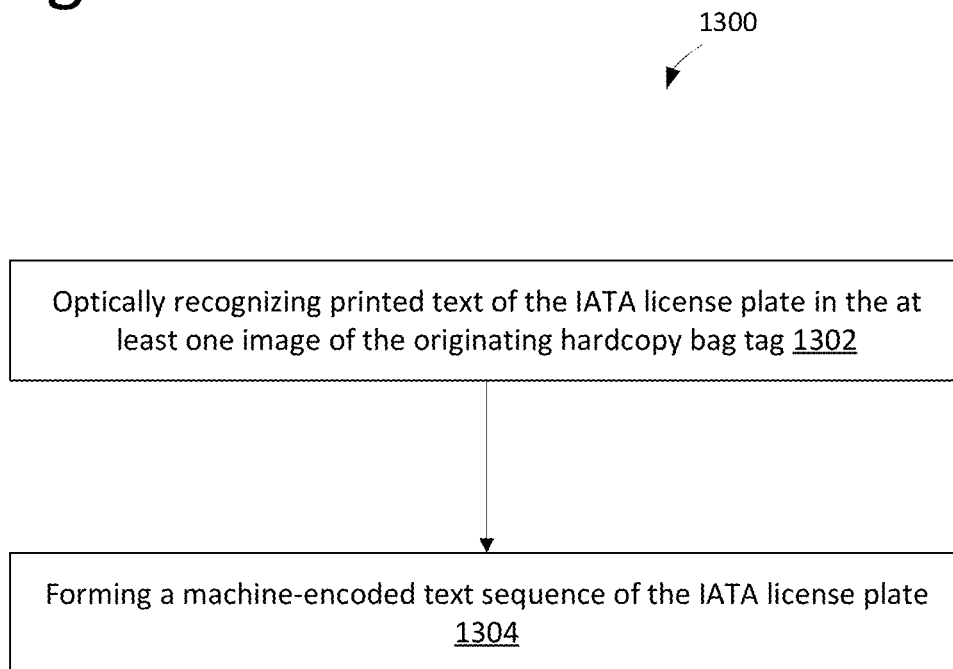 1300
Optically recognizing printed text of the IATA license plate in the at
least one image of the originating hardcopy bag tag 1302
Forming a machine-encoded text sequence of the IATA license plate
1304